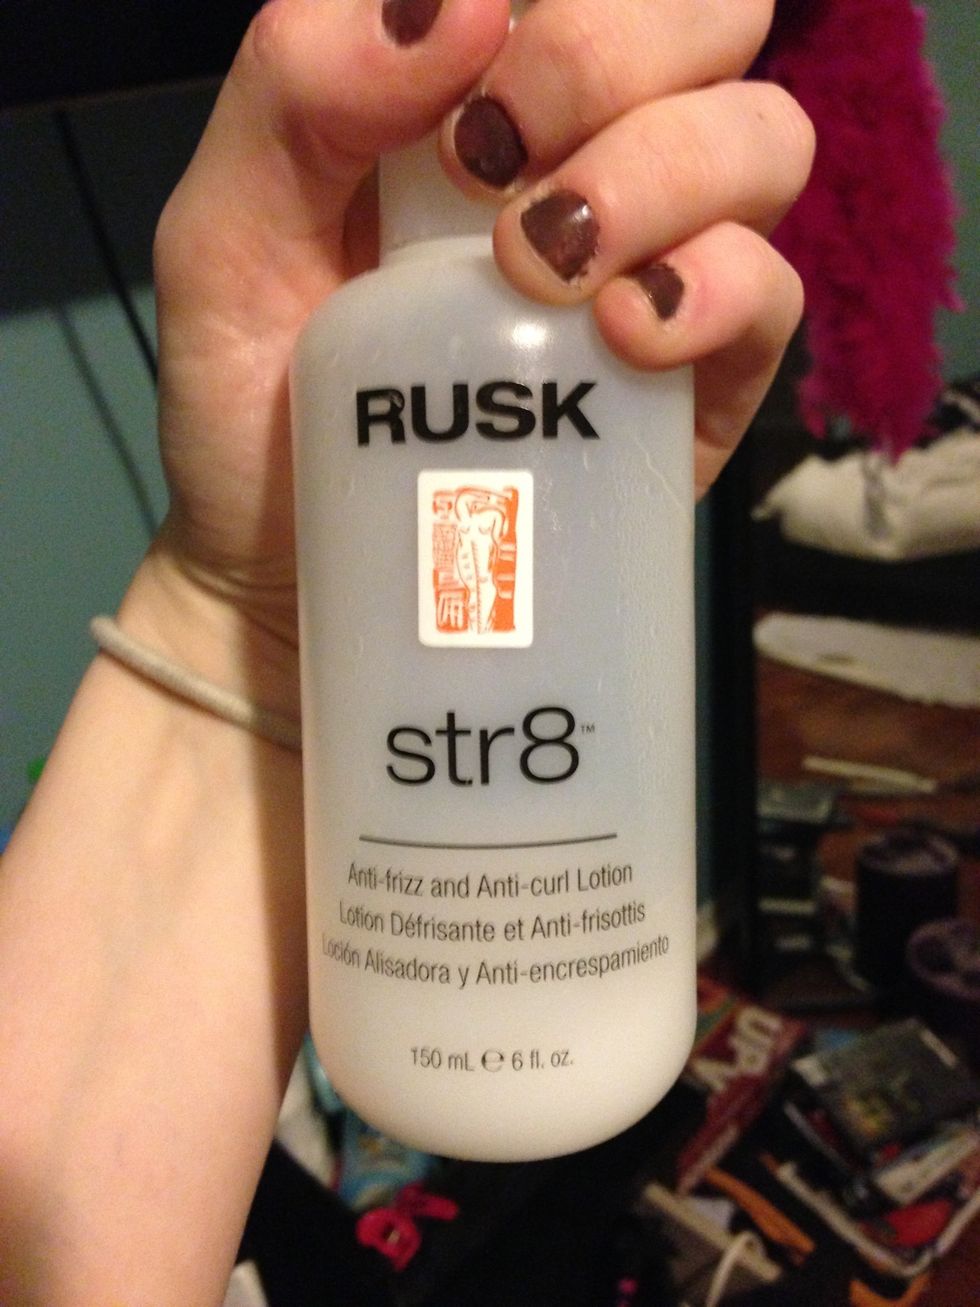 RUSK
str8™
Anti-frizz and Anti-curl Lotion
Lotion Défrisante et Anti-frisottis
Loción Alisadora y Anti-encrespamiento
150 mL ℮ 6 fl. oz.